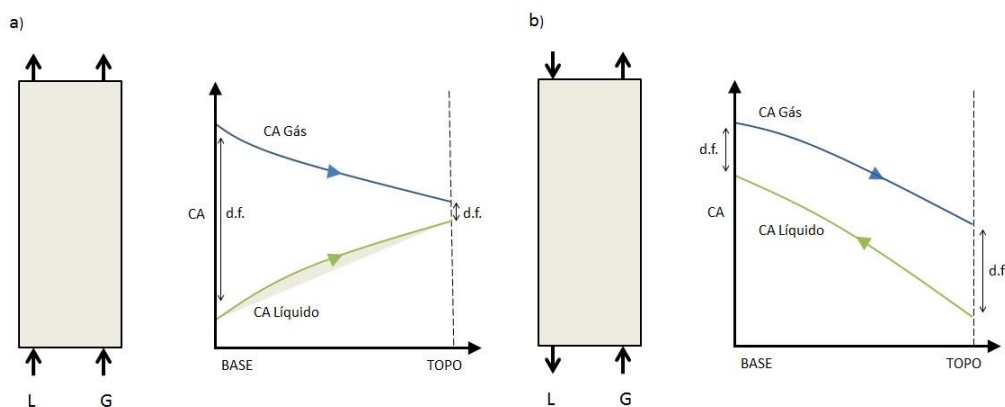 a)
CA Gás
CA
d.f.
d.f.
CA Líquido
BASE
TOPO
L
G
b)
CA Gás
d.f.
CA
CA Líquido
d.f.
BASE
TOPO
L
G